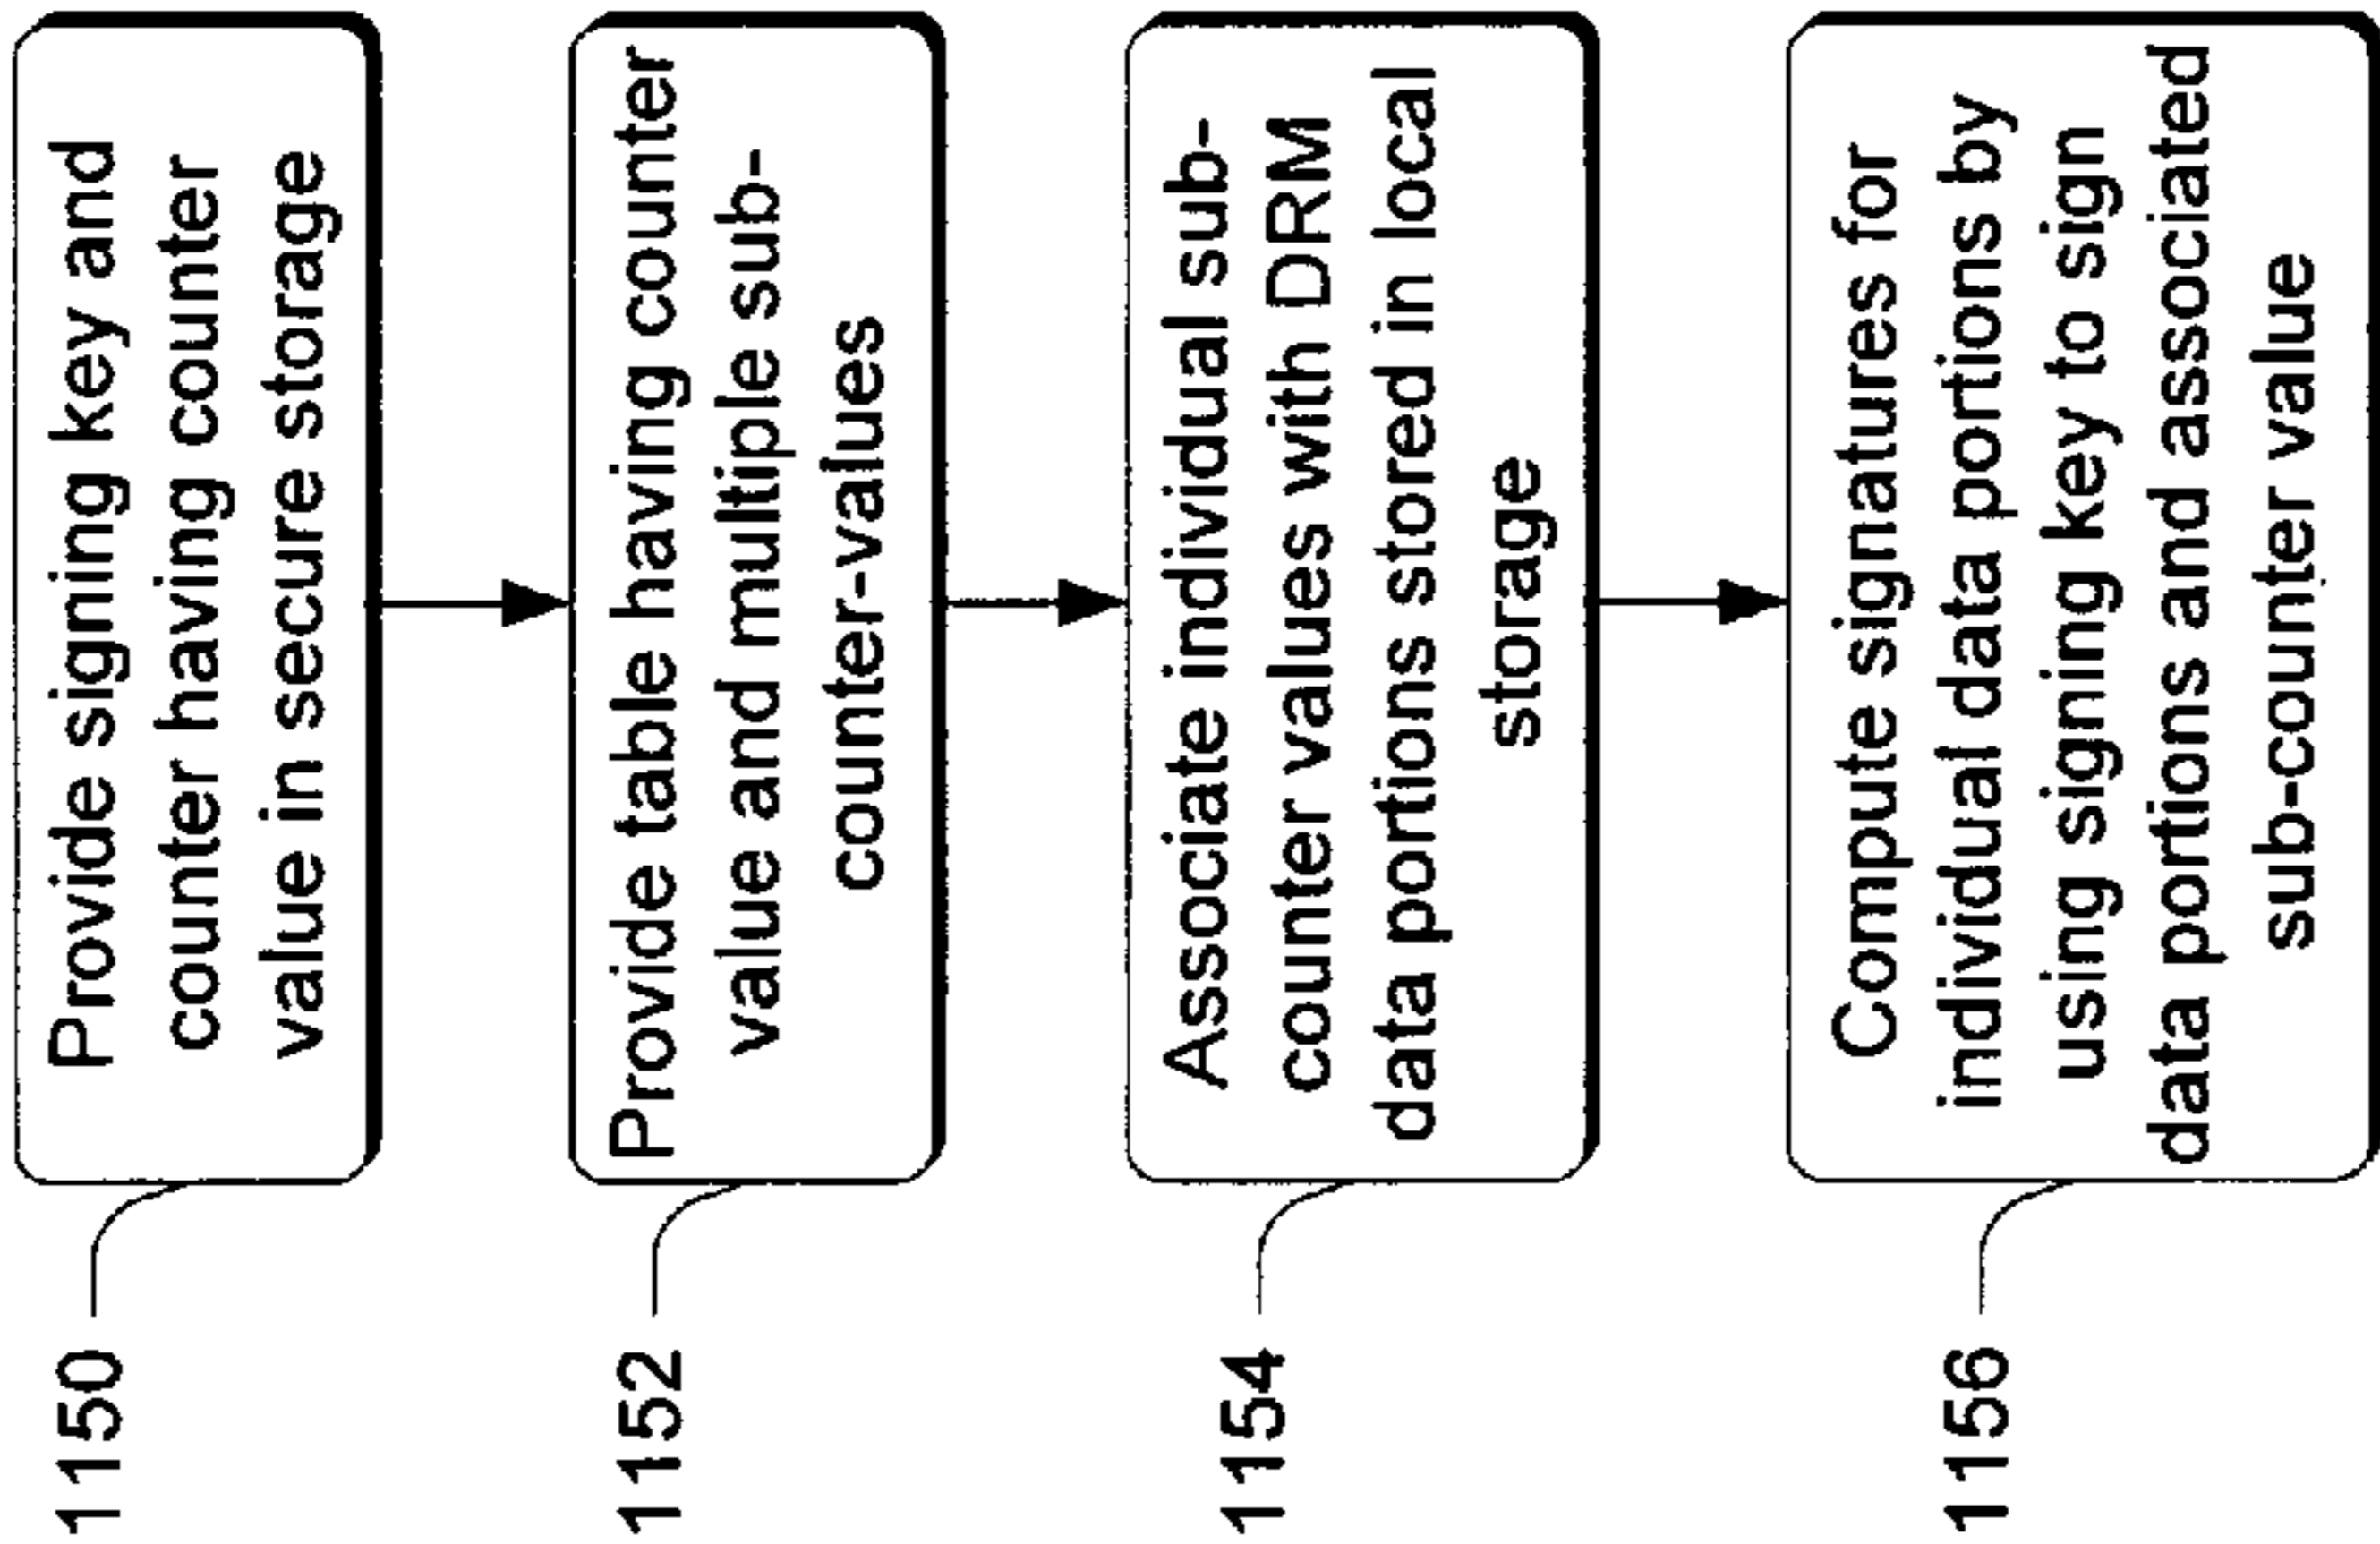 1150
Provide signing key and
counter having counter
value in secure storage
1152
Provide table having counter
value and multiple sub-
counter-values
1154
Associate individual sub-
counter values with DRM
data portions stored in local
storage
1156
Compute signatures for
individual data portions by
using signing key to sign
data portions and associated
sub-counter value